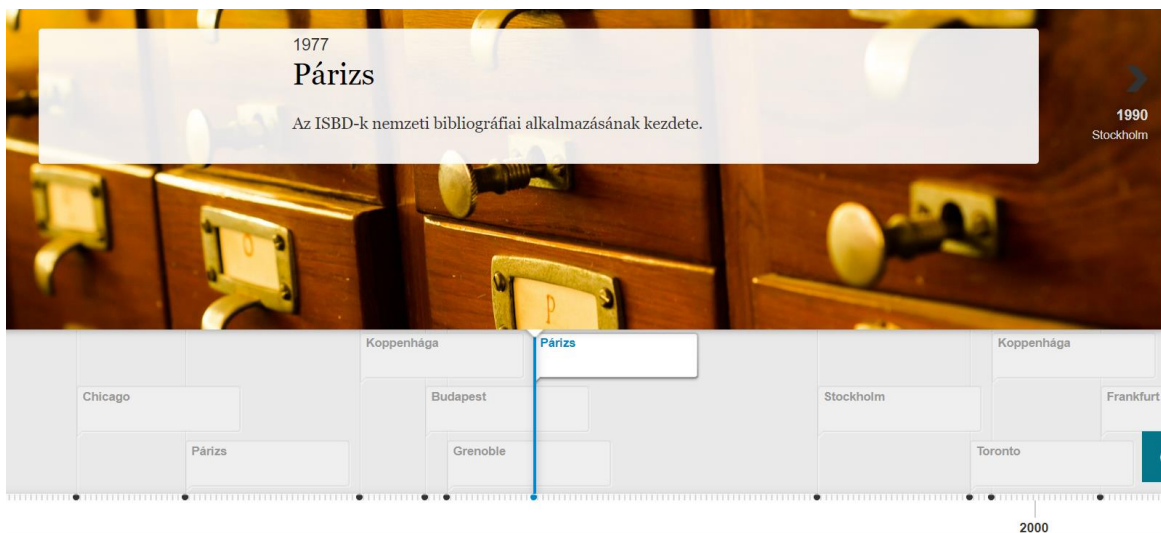 1977
Párizs
Az ISBD-k nemzeti bibliográfiai alkalmazásának kezdete.
1990
Stockholm
P
Koppenhága
Párizs
Koppenhága
Chicago
Budapest
Stockholm
Frankfurt
Párizs
Grenoble
Toronto
2000